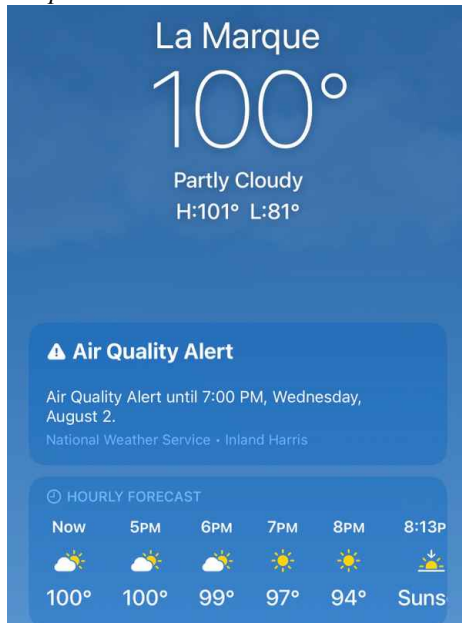 La Marque
100°
Partly Cloudy
H:101° L:81°
Air Quality Alert
Air Quality Alert until 7:00 PM, Wednesday,
August 2.
National Weather Service • Inland Harris
HOURLY FORECAST
Now 5PM 6PM 7PM 8PM 8:13P
100° 100° 99° 97° 94° Suns